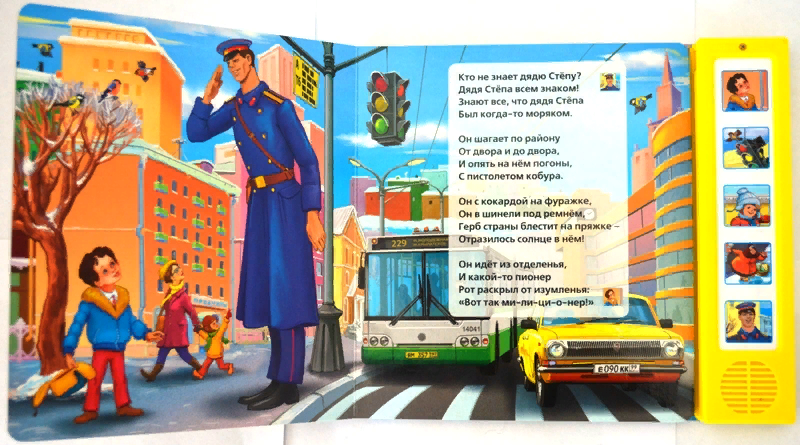 Кто не знает дядю Стёпу?
Дядя Стёпа всем знаком!
Знают все, что дядя Стёпа
Был когда-то моряком.
Он шагает по району
От двора и до двора,
И опять на нём погоны,
С пистолетом кобура.
Он с кокардой на фуражке,
Он в шинели под ремнём,
Герб страны блестит на пряжке –
Отразилось солнце в нём!
Он идёт из отделенья,
И какой-то пионер
Рот раскрыл от изумленья:
«Вот так ми-ли-ци-о-нер!»
229
14041
Е090КК 99